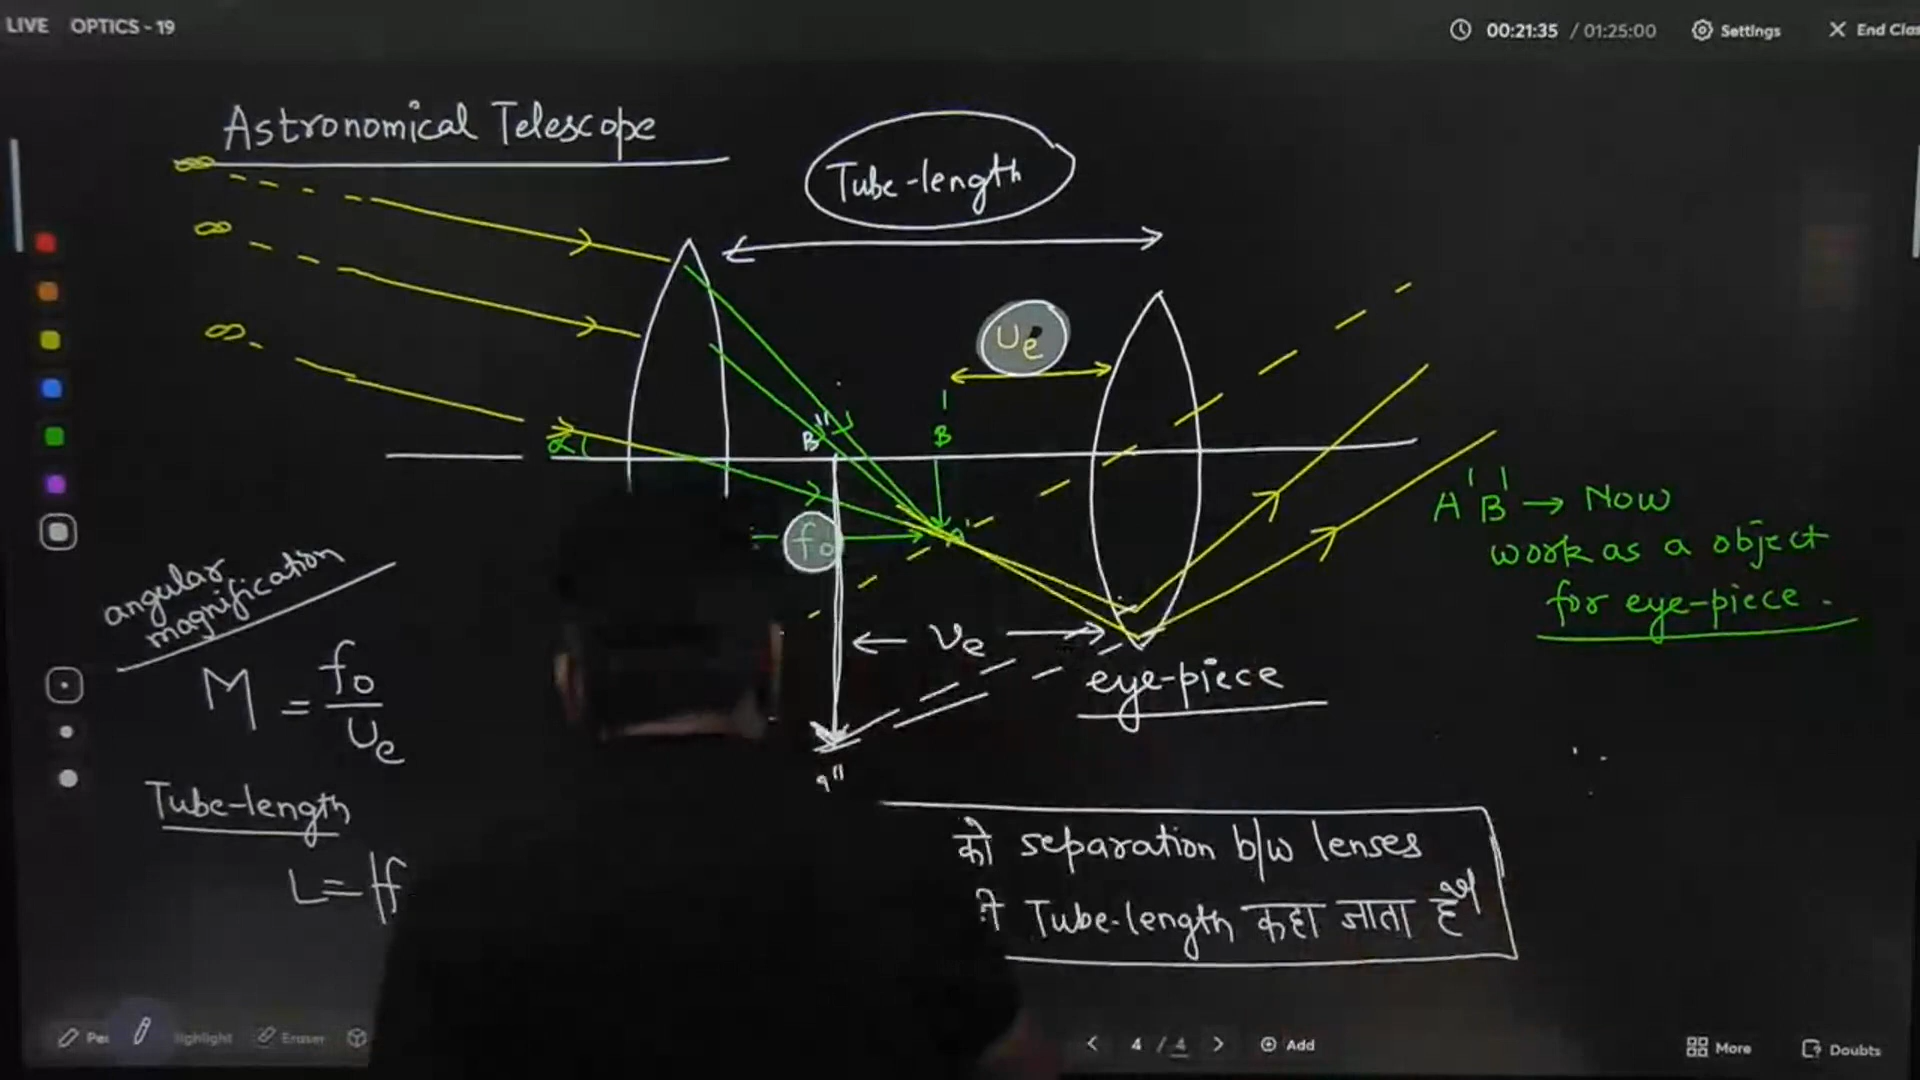 LIVE OPTICS - 19
00:21:35 / 01:25:00 Settings End Clas
Astronomical Telescope
Tube-length
∞
∞
∞
Ue
α
B"
B'
fo
A'
A'B' → Now
work as a object
for eye-piece.
angular
magnification
M = fo/Ue
νe
eye-piece
Tube-length
L = |f
को separation b/w lenses
Tube-length कहा जाता है
Highlight Eraser
4 / 4 Add
More Doubts